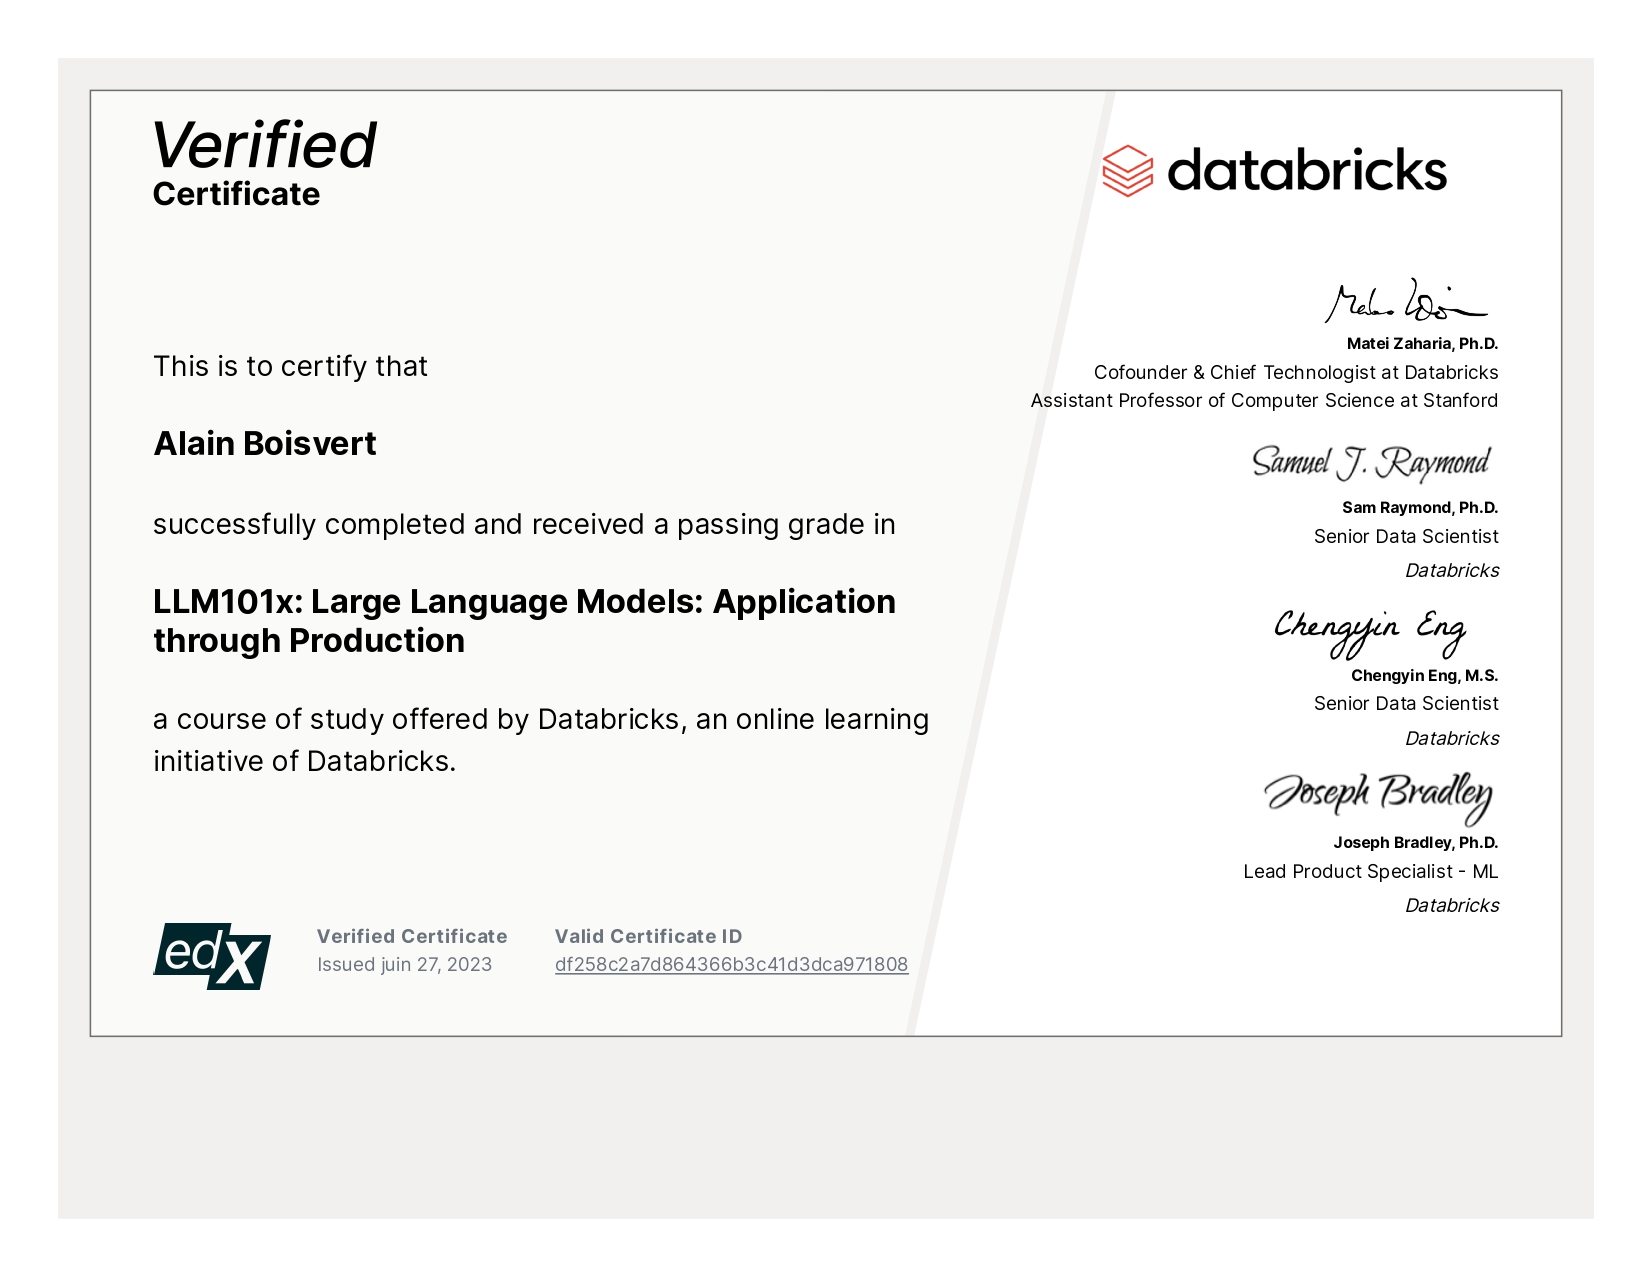 Verified
Certificate
databricks
This is to certify that
Alain Boisvert
successfully completed and received a passing grade in
LLM101x: Large Language Models: Application
through Production
a course of study offered by Databricks, an online learning
initiative of Databricks.
edX
Verified Certificate
Issued juin 27, 2023
Valid Certificate ID
df258c2a7d864366b3c41d3dca971808
Matei Zaharia, Ph.D.
Cofounder & Chief Technologist at Databricks
Assistant Professor of Computer Science at Stanford
Samuel J. Raymond
Sam Raymond, Ph.D.
Senior Data Scientist
Databricks
Chengyin Eng
Chengyin Eng, M.S.
Senior Data Scientist
Databricks
Joseph Bradley
Joseph Bradley, Ph.D.
Lead Product Specialist - ML
Databricks